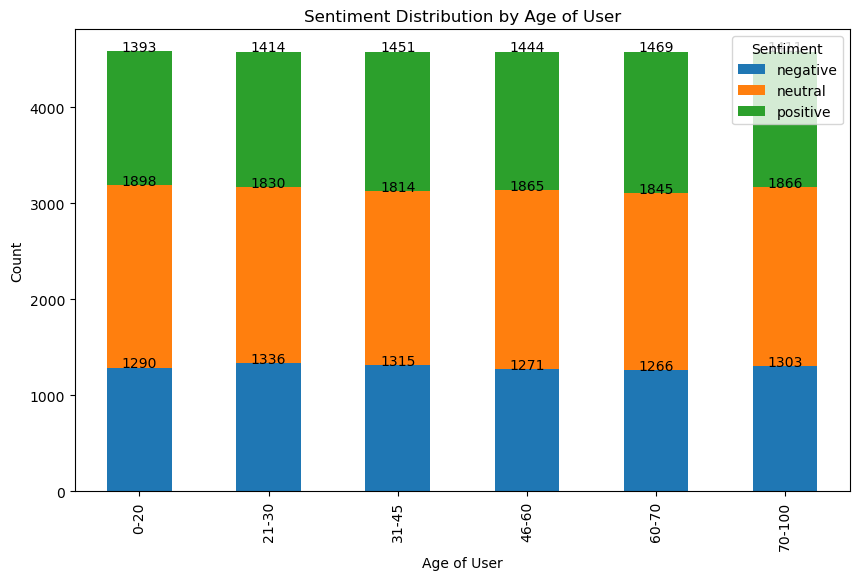 Sentiment Distribution by Age of User
Sentiment
negative
neutral
positive
1393 1414 1451 1444 1469
1898 1830 1814 1865 1845 1866
1290 1336 1315 1271 1266 1303
Count
4000
3000
2000
1000
0
0-20 21-30 31-45 46-60 60-70 70-100
Age of User